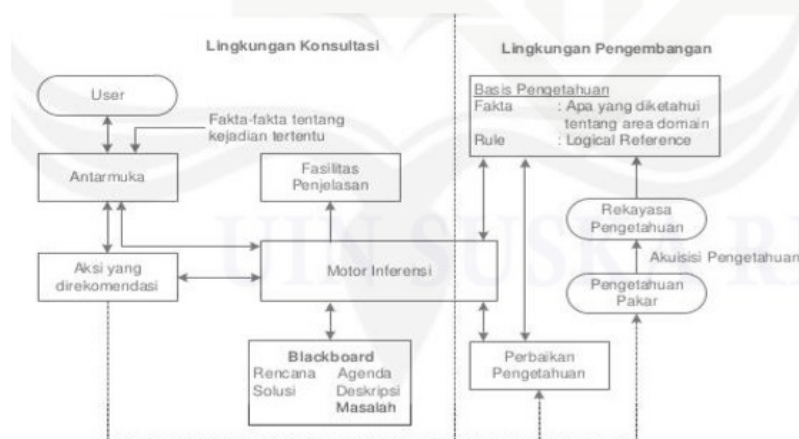 Lingkungan Konsultasi
Lingkungan Pengembangan
User
Fakta-fakta tentang
kejadian tertentu
Antarmuka
Fasilitas
Penjelasan
Aksi yang
direkomendasi
Motor Inferensi
Blackboard
Rencana Agenda
Solusi Deskripsi
Masalah
Basis Pengetahuan
Fakta : Apa yang diketahui
tentang area domain
Rule : Logical Reference
Rekayasa
Pengetahuan
Akuisisi Pengetahuan
Pengetahuan
Pakar
Perbaikan
Pengetahuan
UIN SUSKA R